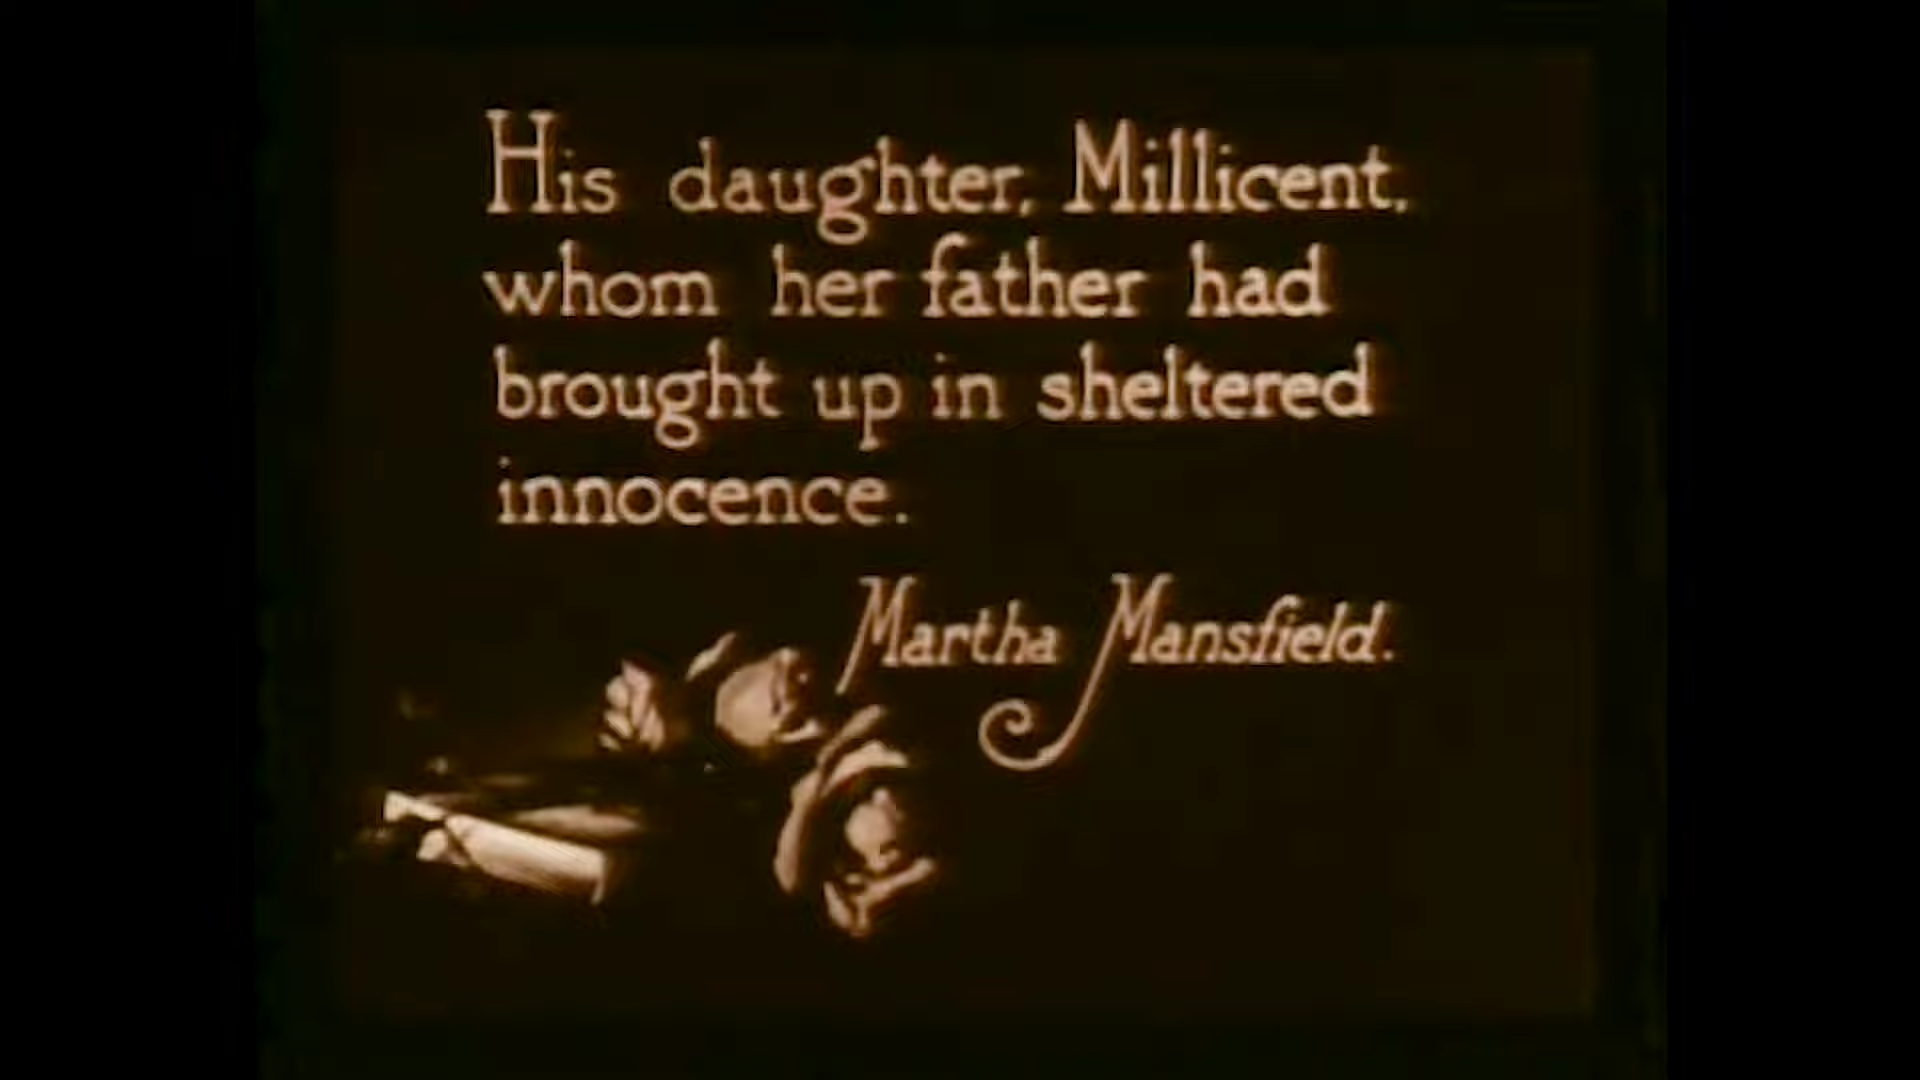 His daughter, Millicent,
whom her father had
brought up in sheltered
innocence.
Martha Mansfield.